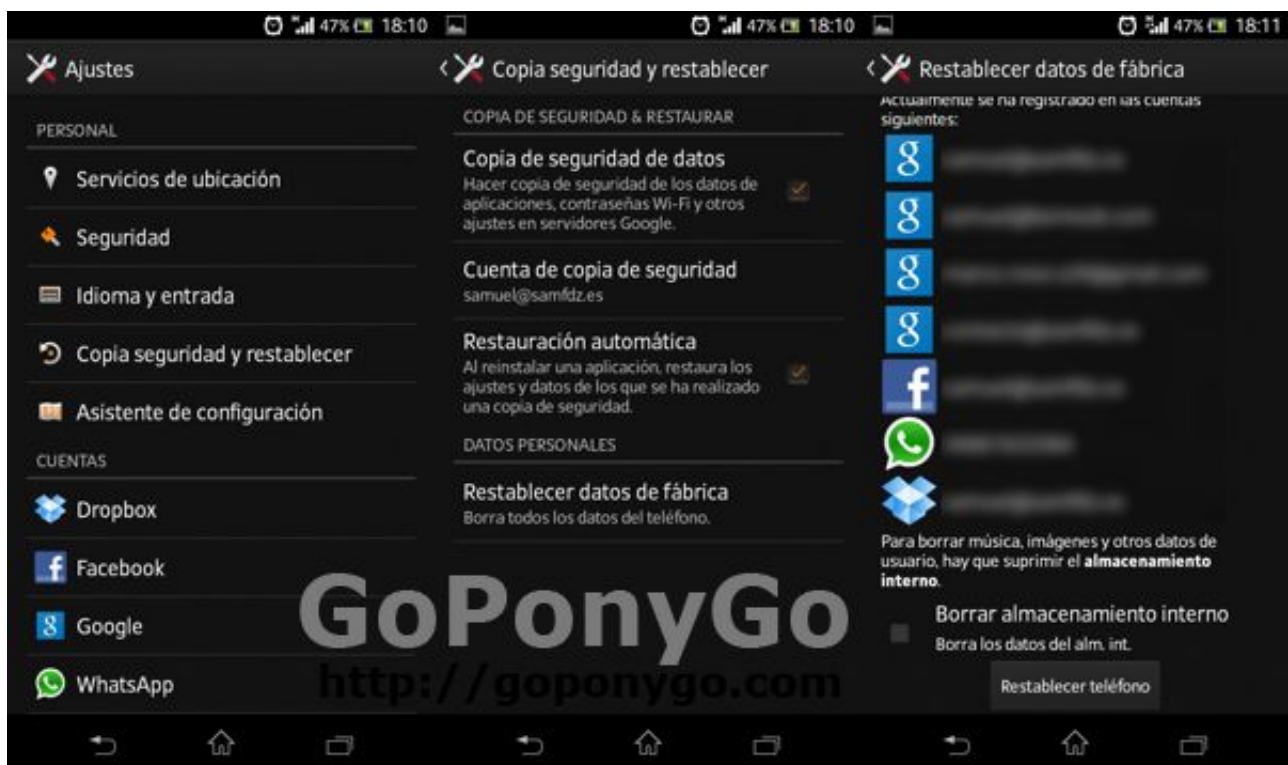 47% 18:10
Ajustes
PERSONAL
Servicios de ubicación
Seguridad
Idioma y entrada
Copia seguridad y restablecer
Asistente de configuración
CUENTAS
Dropbox
Facebook
Google
WhatsApp
47% 18:10
Copia seguridad y restablecer
COPIA DE SEGURIDAD & RESTAURAR
Copia de seguridad de datos
Hacer copia de seguridad de los datos de
aplicaciones, contraseñas Wi-Fi y otros
ajustes en servidores Google.
Cuenta de copia de seguridad
samuel@samfdz.es
Restauración automática
Al reinstalar una aplicación, restaura los
ajustes y datos de los que se ha realizado
una copia de seguridad.
DATOS PERSONALES
Restablecer datos de fábrica
Borra todos los datos del teléfono.
47% 18:11
Restablecer datos de fábrica
Actualmente se ha registrado en las cuentas
siguientes:
Para borrar música, imágenes y otros datos de
usuario, hay que suprimir el almacenamiento
interno.
Borrar almacenamiento interno
Borra los datos del alm. int.
Restablecer teléfono
GoPonyGo
http://goponygo.com